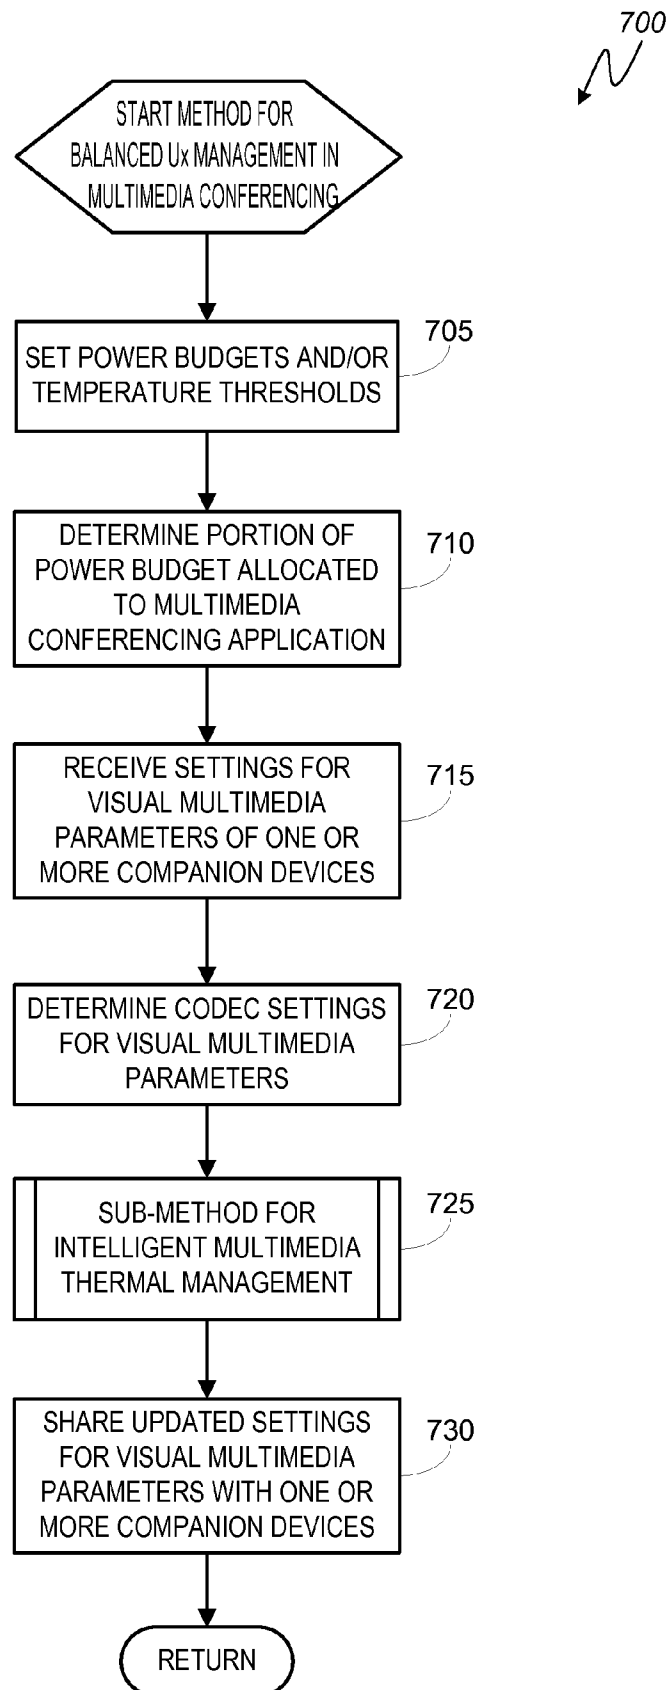 700
START METHOD FOR
BALANCED Ux MANAGEMENT IN
MULTIMEDIA CONFERENCING
SET POWER BUDGETS AND/OR
TEMPERATURE THRESHOLDS
705
DETERMINE PORTION OF
POWER BUDGET ALLOCATED
TO MULTIMEDIA
CONFERENCING APPLICATION
710
RECEIVE SETTINGS FOR
VISUAL MULTIMEDIA
PARAMETERS OF ONE OR
MORE COMPANION DEVICES
715
DETERMINE CODEC SETTINGS
FOR VISUAL MULTIMEDIA
PARAMETERS
720
SUB-METHOD FOR
INTELLIGENT MULTIMEDIA
THERMAL MANAGEMENT
725
SHARE UPDATED SETTINGS
FOR VISUAL MULTIMEDIA
PARAMETERS WITH ONE OR
MORE COMPANION DEVICES
730
RETURN